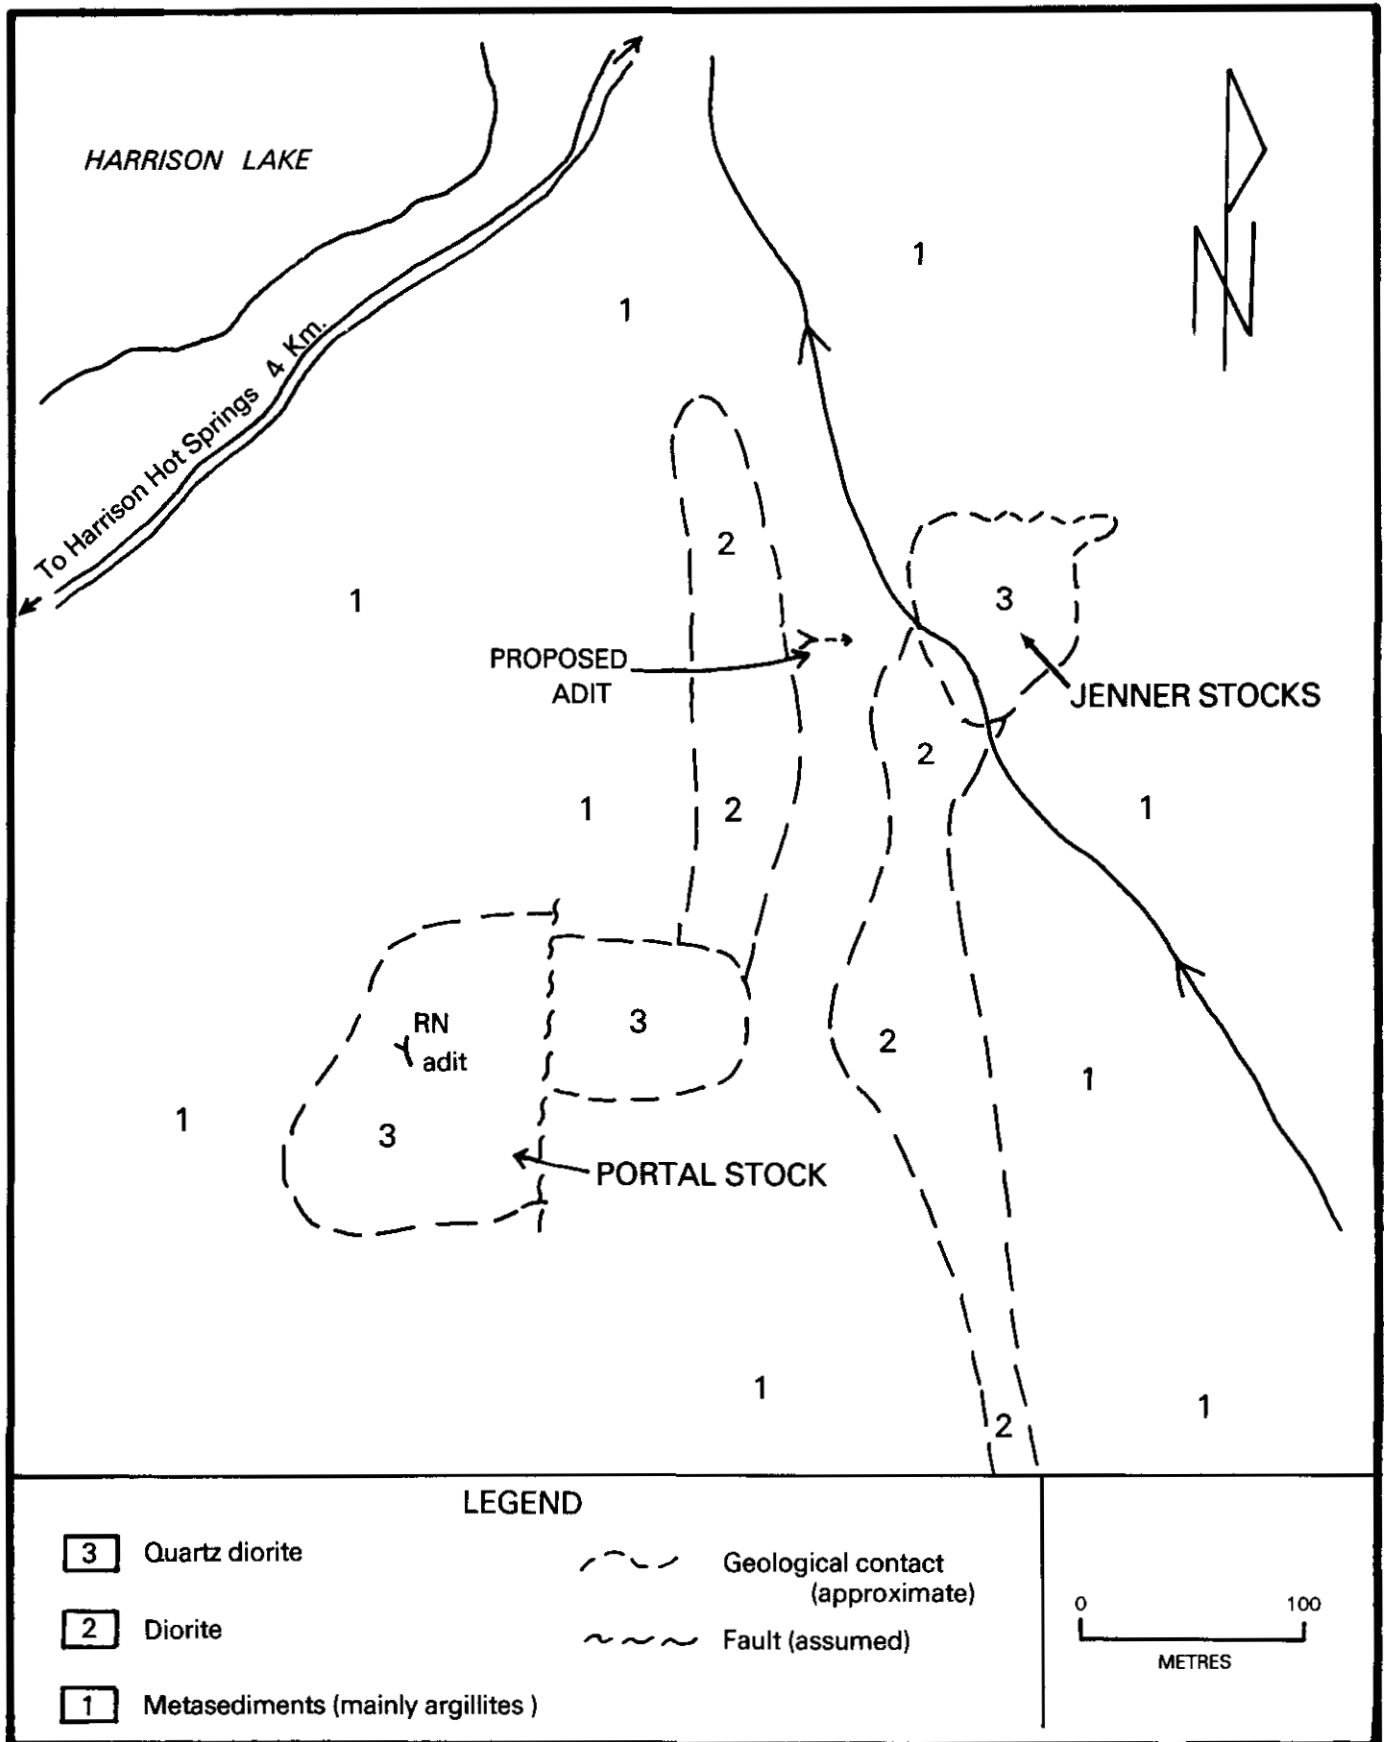 HARRISON LAKE
N
1
1
To Harrison Hot Springs 4 Km.
2
1
3
PROPOSED
ADIT
JENNER STOCKS
2
1
2
1
RN
adit
3
2
1
1
3
PORTAL STOCK
1
1
2
LEGEND
3 Quartz diorite
Geological contact
(approximate)
2 Diorite
Fault (assumed)
1 Metasediments (mainly argillites )
0 100
METRES